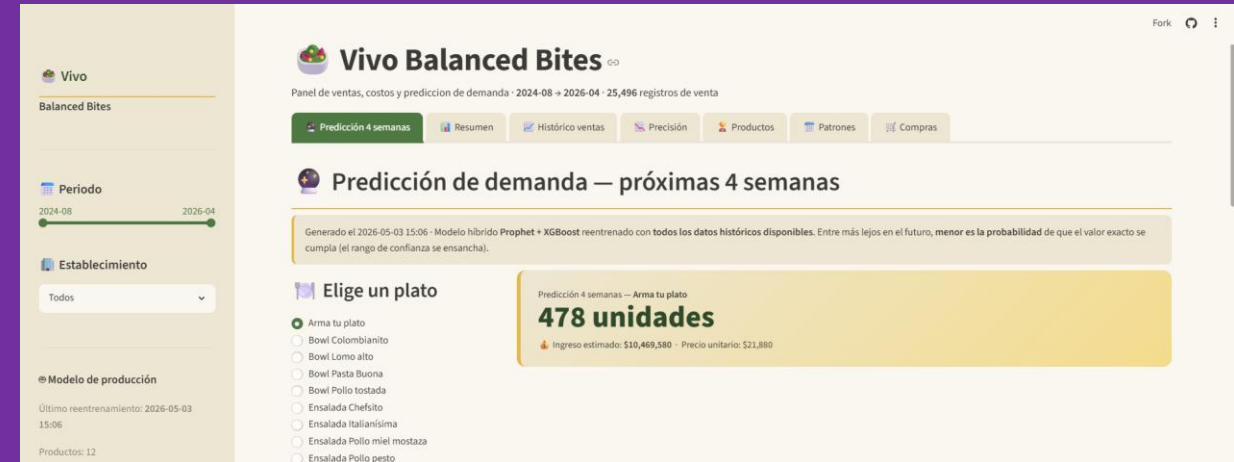 Fork
Vivo
Balanced Bites
Periodo
2024-08 2026-04
Establecimiento
Todos
Modelo de producción
Último reentrenamiento: 2026-05-03
15:06
Productos: 12
Vivo Balanced Bites
Panel de ventas, costos y prediccion de demanda · 2024-08 → 2026-04 · 25,496 registros de venta
Predicción 4 semanas Resumen Histórico ventas Precisión Productos Patrones Compras
Predicción de demanda — próximas 4 semanas
Generado el 2026-05-03 15:06 · Modelo híbrido Prophet + XGBoost reentrenado con todos los datos históricos disponibles. Entre más lejos en el futuro, menor es la probabilidad de que el valor exacto se
cumpla (el rango de confianza se ensancha).
Elige un plato
Arma tu plato
Bowl Colombianito
Bowl Lomo alto
Bowl Pasta Buona
Bowl Pollo tostada
Ensalada Chefsito
Ensalada Italianísima
Ensalada Pollo miel mostaza
Ensalada Pollo pesto
Predicción 4 semanas — Arma tu plato
478 unidades
Ingreso estimado: $10,469,580 · Precio unitario: $21,880